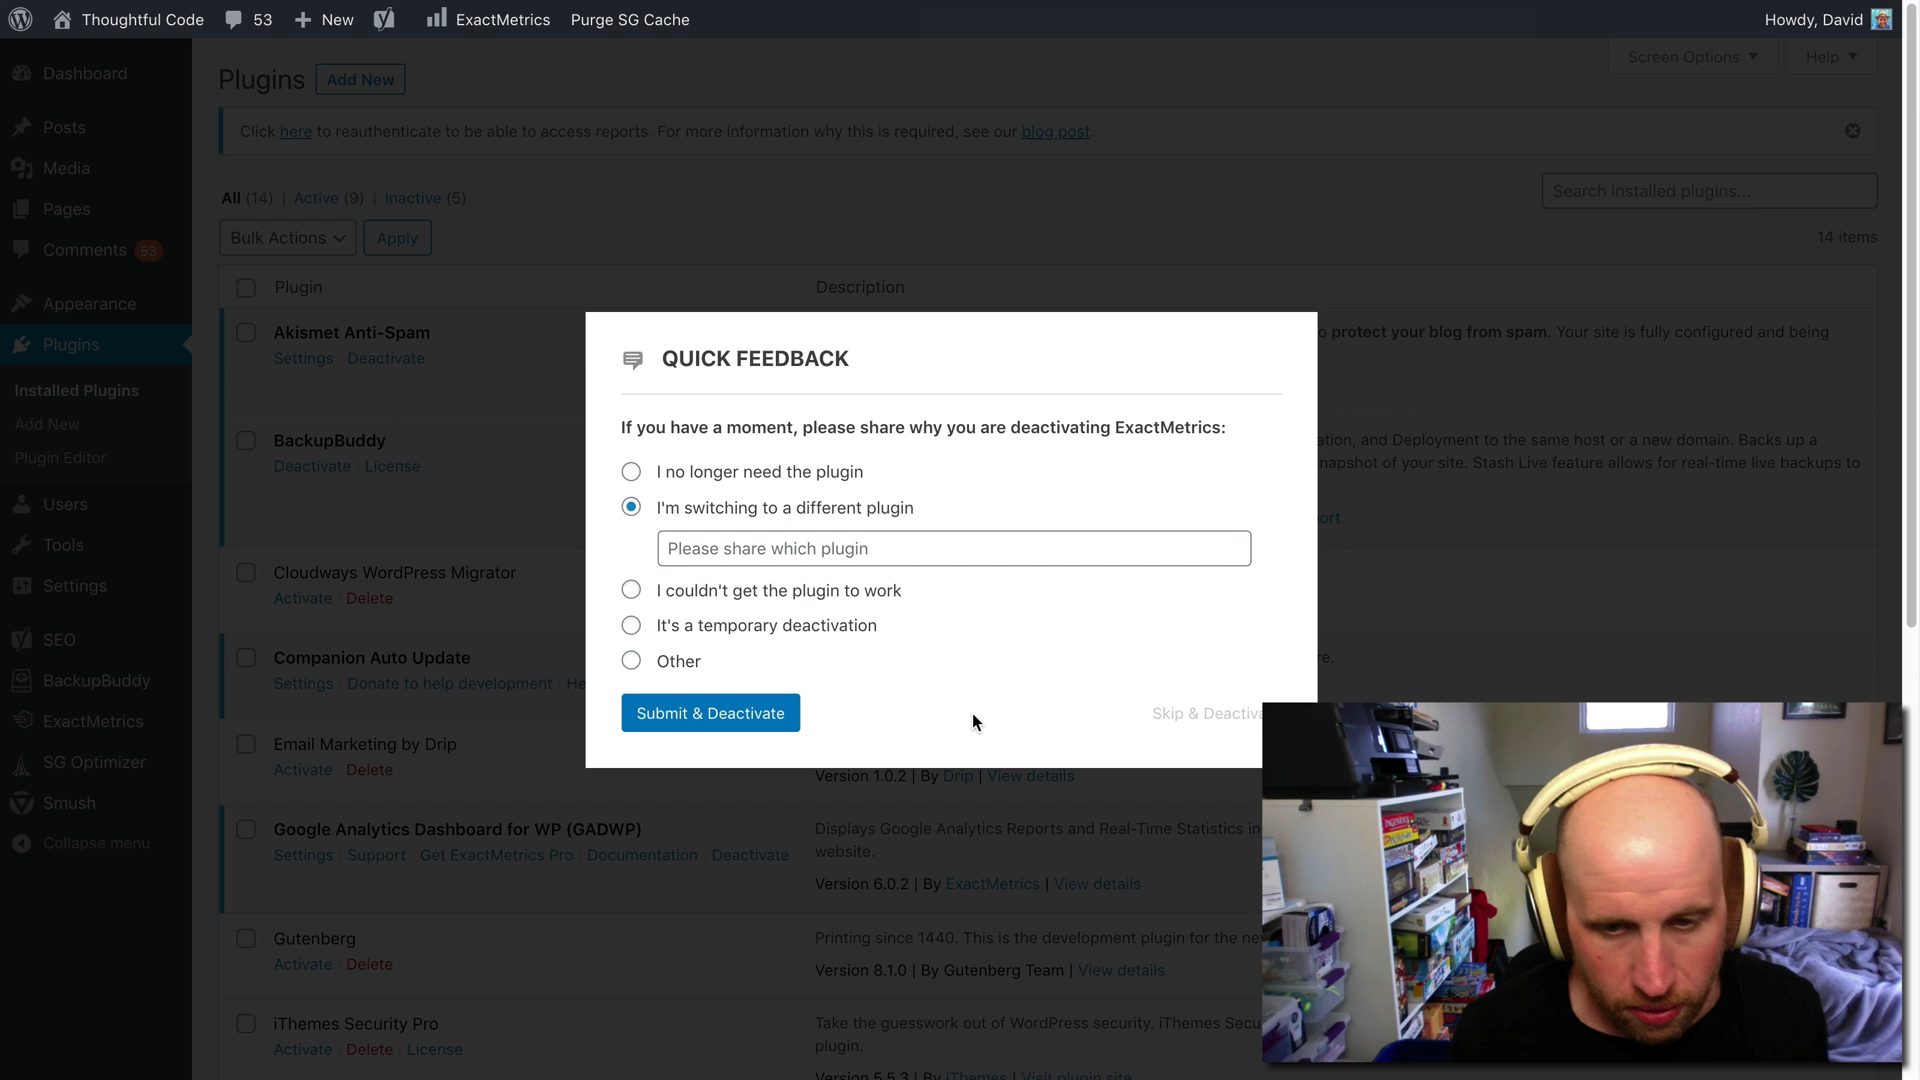 Thoughtful Code 53 New ExactMetrics Purge SG Cache Howdy, David
Dashboard
Posts
Media
Pages
Comments 53
Appearance
Plugins
Installed Plugins
Add New
Plugin Editor
Users
Tools
Settings
SEO
BackupBuddy
ExactMetrics
SG Optimizer
Smush
Collapse menu
Screen Options Help
Plugins Add New
Click here to reauthenticate to be able to access reports. For more information why this is required, see our blog post.
All (14) | Active (9) | Inactive (5)
Search installed plugins...
Bulk Actions Apply
14 items
Plugin Description
Akismet Anti-Spam
Settings | Deactivate
o protect your blog from spam. Your site is fully configured and being
BackupBuddy
Deactivate | License
ation, and Deployment to the same host or a new domain. Backs up a
napshot of your site. Stash Live feature allows for real-time live backups to
ort
Cloudways WordPress Migrator
Activate | Delete
Companion Auto Update
Settings | Donate to help development | He
re.
Email Marketing by Drip
Activate | Delete
Version 1.0.2 | By Drip | View details
Google Analytics Dashboard for WP (GADWP)
Settings | Support | Get ExactMetrics Pro | Documentation | Deactivate
Displays Google Analytics Reports and Real-Time Statistics in
website.
Version 6.0.2 | By ExactMetrics | View details
Gutenberg
Activate | Delete
Printing since 1440. This is the development plugin for the ne
Version 8.1.0 | By Gutenberg Team | View details
iThemes Security Pro
Activate | Delete | License
Take the guesswork out of WordPress security. iThemes Secu
plugin.
Version 5.5.3 | By iThemes | Visit plugin site
QUICK FEEDBACK
If you have a moment, please share why you are deactivating ExactMetrics:
I no longer need the plugin
I'm switching to a different plugin
Please share which plugin
I couldn't get the plugin to work
It's a temporary deactivation
Other
Submit & Deactivate Skip & Deactiva